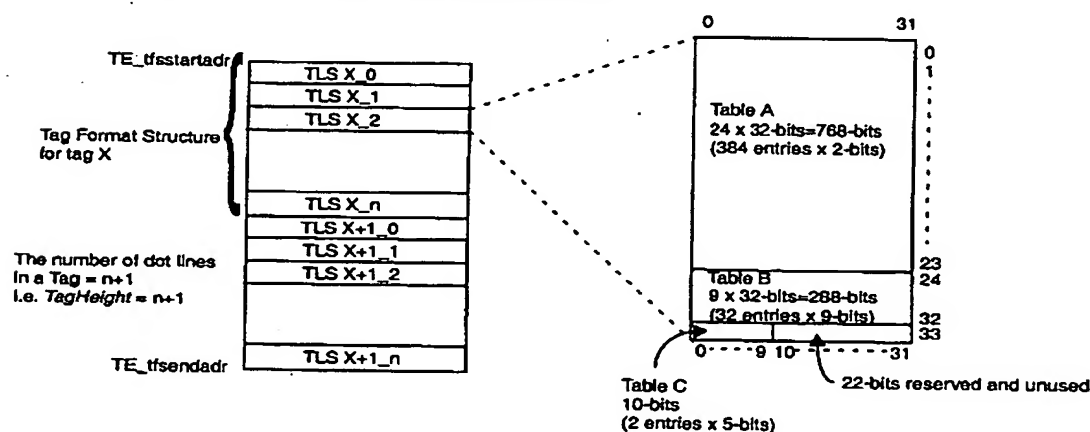 TE_tfsstartadr
TLS X_0
TLS X_1
TLS X_2
Tag Format Structure
for tag X
TLS X_n
TLS X+1_0
TLS X+1_1
TLS X+1_2
The number of dot lines
in a Tag = n+1
i.e. TagHeight = n+1
TE_tfsendadr
TLS X+1_n
0 31
0
1
Table A
24 x 32-bits=768-bits
(384 entries x 2-bits)
23
24
Table B
9 x 32-bits=288-bits
(32 entries x 9-bits)
32
33
0 9 10 31
Table C
10-bits
(2 entries x 5-bits)
22-bits reserved and unused